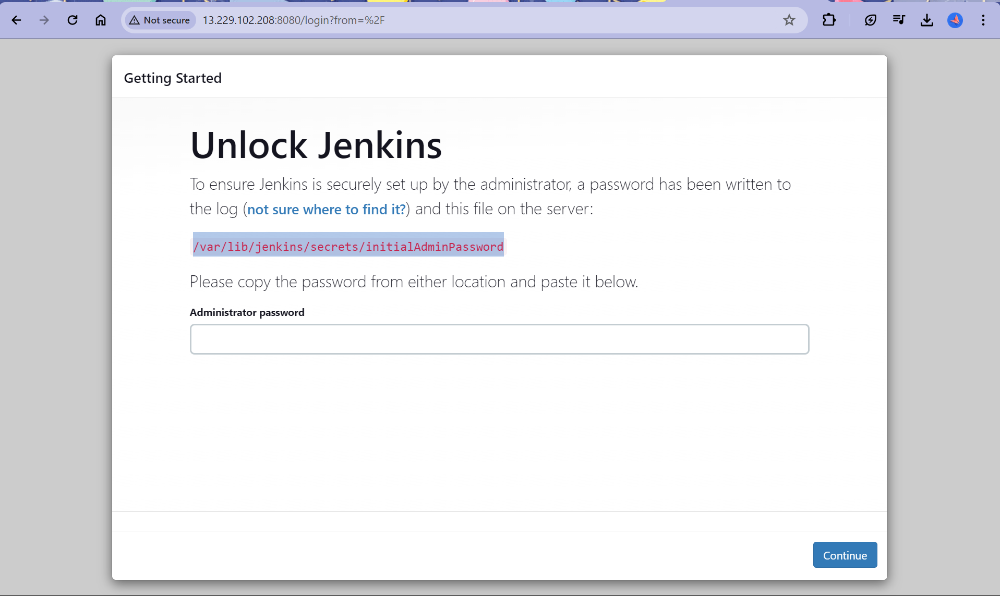 Not secure 13.229.102.208:8080/login?from=%2F
Getting Started
Unlock Jenkins
To ensure Jenkins is securely set up by the administrator, a password has been written to
the log (not sure where to find it?) and this file on the server:
/var/lib/jenkins/secrets/initialAdminPassword
Please copy the password from either location and paste it below.
Administrator password
Continue